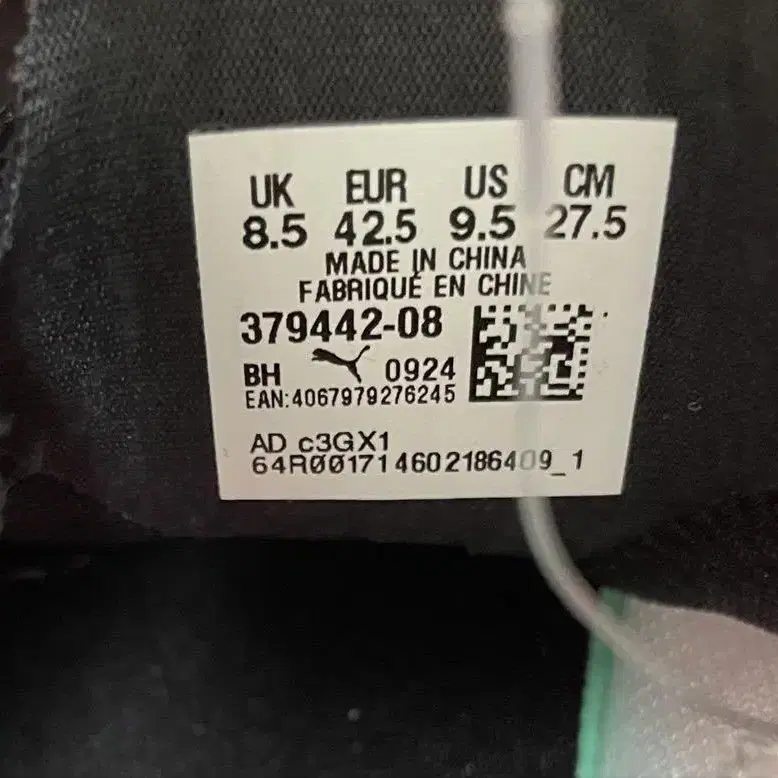 UK EUR US CM
8.5 42.5 9.5 27.5
MADE IN CHINA
FABRIQUÉ EN CHINE
379442-08
BH 0924
EAN:4067979276245
AD c3GX1
64R001714602186409_1